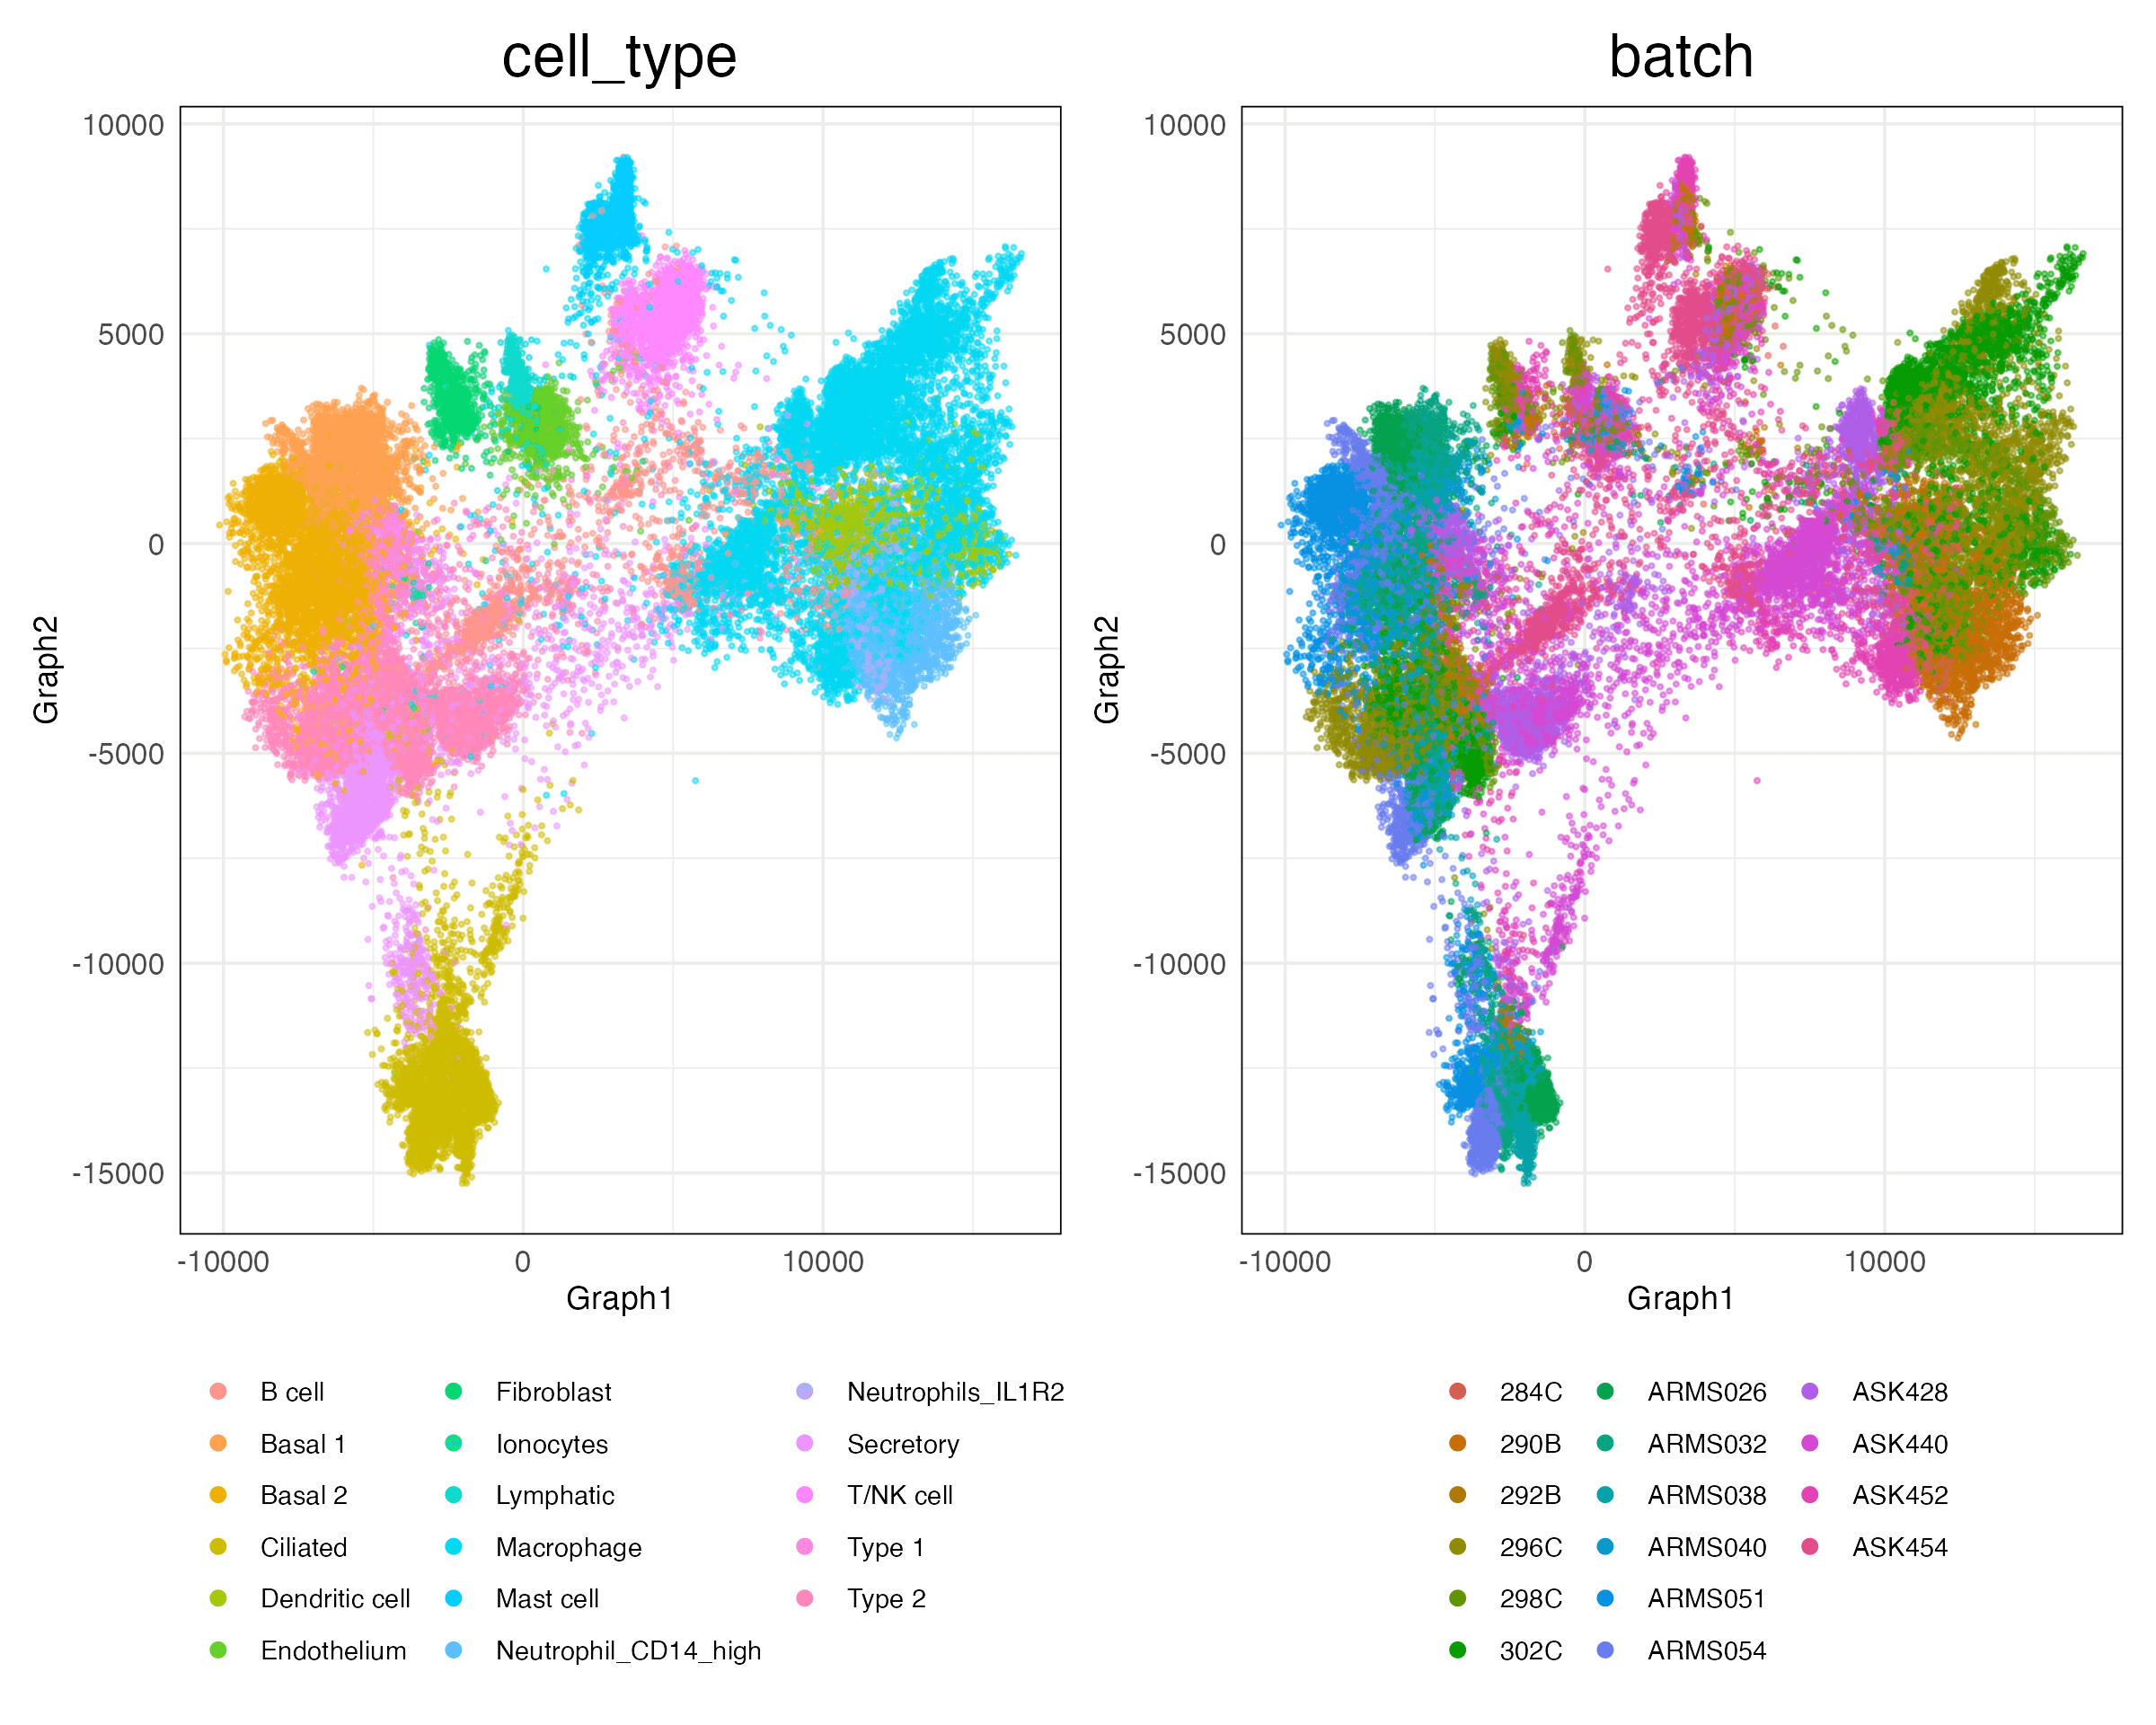 cell_type
10000
5000
0
-5000
-10000
-15000
Graph2
-10000 0 10000
Graph1
B cell Fibroblast Neutrophils_IL1R2
Basal 1 Ionocytes Secretory
Basal 2 Lymphatic T/NK cell
Ciliated Macrophage Type 1
Dendritic cell Mast cell Type 2
Endothelium Neutrophil_CD14_high
batch
10000
5000
0
-5000
-10000
-15000
Graph2
-10000 0 10000
Graph1
284C ARMS026 ASK428
290B ARMS032 ASK440
292B ARMS038 ASK452
296C ARMS040 ASK454
298C ARMS051
302C ARMS054